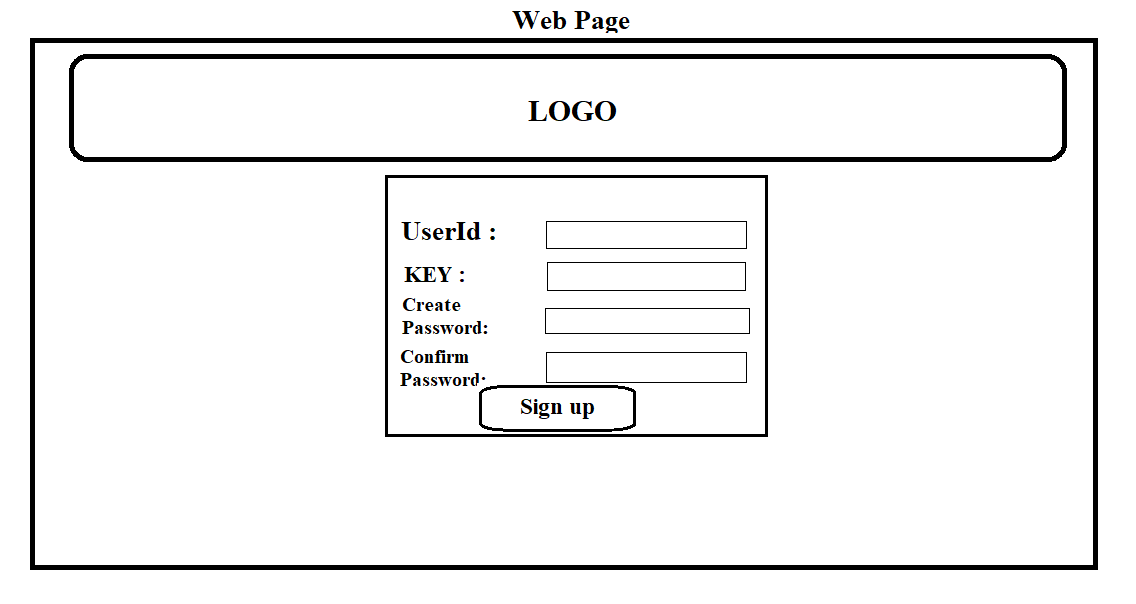 Web Page
LOGO
UserId :
KEY :
Create
Password:
Confirm
Password:
Sign up